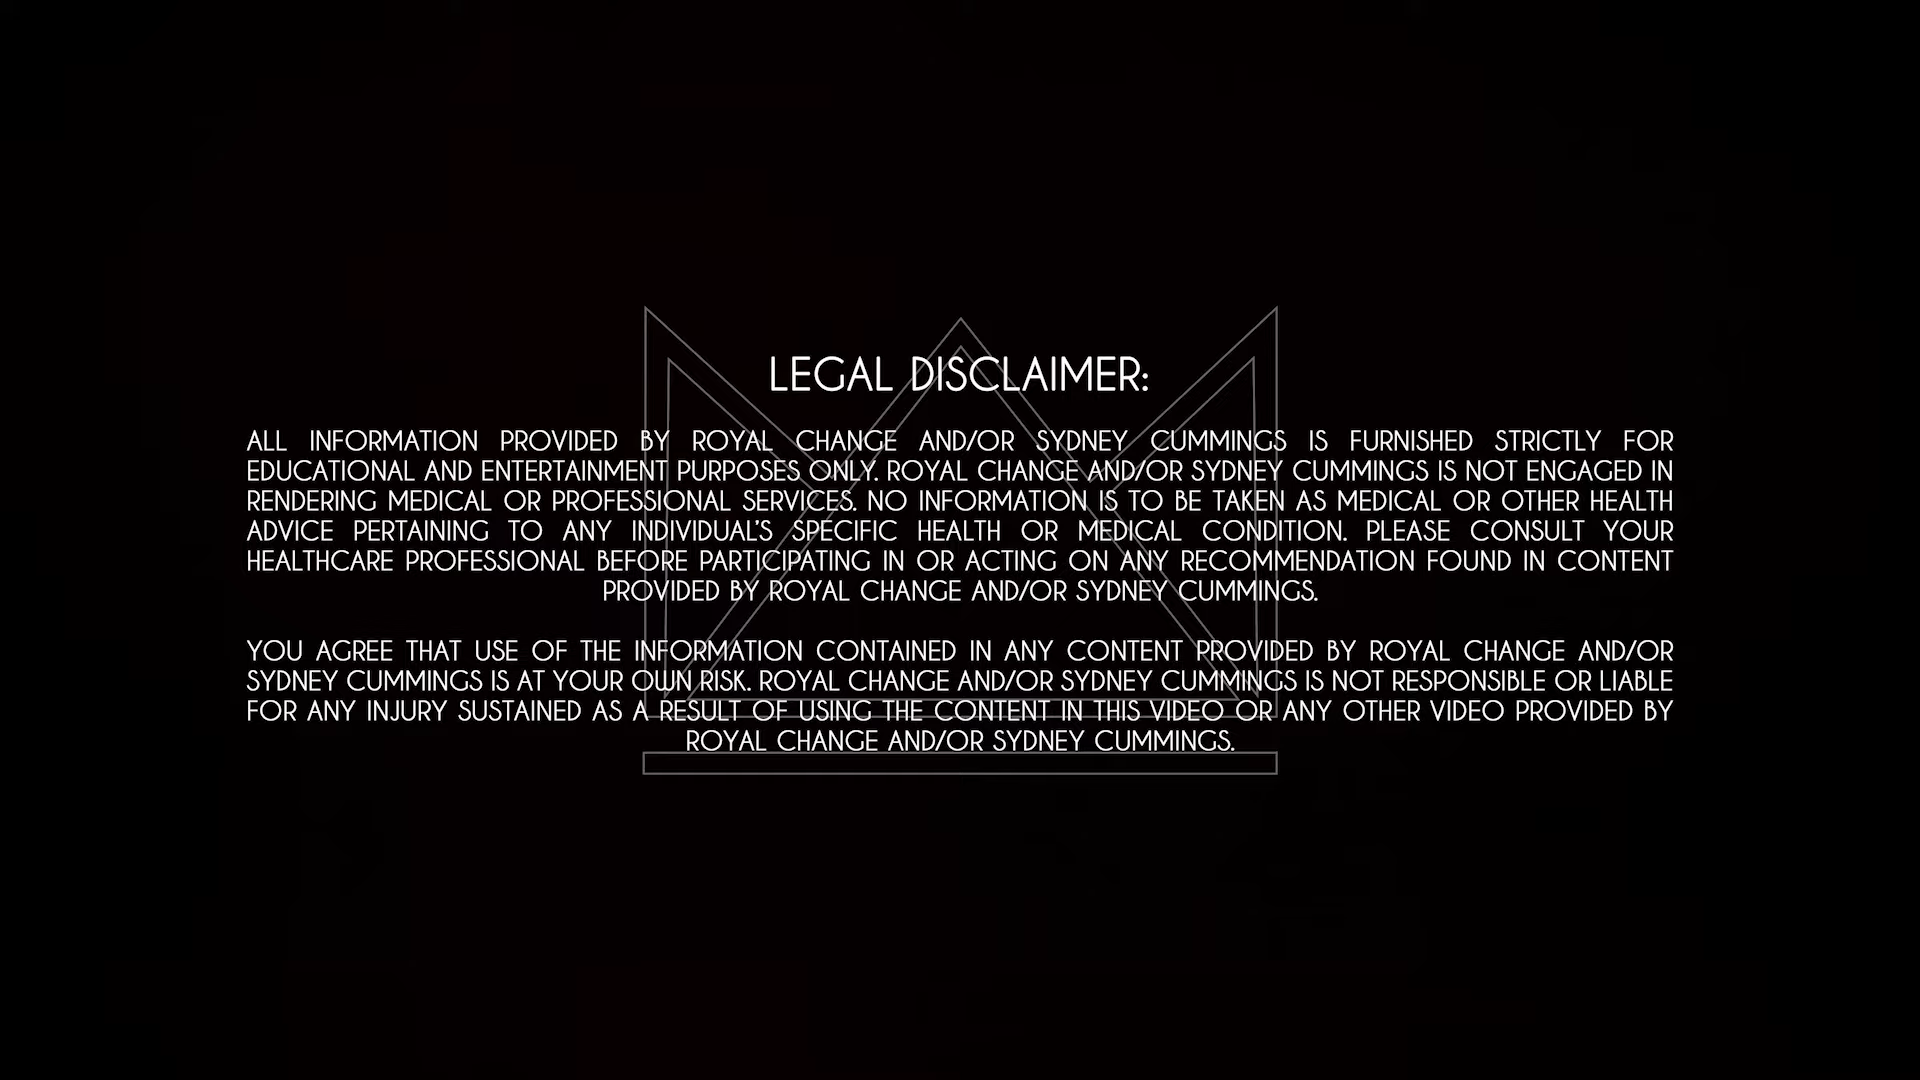 LEGAL DISCLAIMER:
ALL INFORMATION PROVIDED BY ROYAL CHANGE AND/OR SYDNEY CUMMINGS IS FURNISHED STRICTLY FOR
EDUCATIONAL AND ENTERTAINMENT PURPOSES ONLY. ROYAL CHANGE AND/OR SYDNEY CUMMINGS IS NOT ENGAGED IN
RENDERING MEDICAL OR PROFESSIONAL SERVICES. NO INFORMATION IS TO BE TAKEN AS MEDICAL OR OTHER HEALTH
ADVICE PERTAINING TO ANY INDIVIDUAL'S SPECIFIC HEALTH OR MEDICAL CONDITION. PLEASE CONSULT YOUR
HEALTHCARE PROFESSIONAL BEFORE PARTICIPATING IN OR ACTING ON ANY RECOMMENDATION FOUND IN CONTENT
PROVIDED BY ROYAL CHANGE AND/OR SYDNEY CUMMINGS.
YOU AGREE THAT USE OF THE INFORMATION CONTAINED IN ANY CONTENT PROVIDED BY ROYAL CHANGE AND/OR
SYDNEY CUMMINGS IS AT YOUR OWN RISK. ROYAL CHANGE AND/OR SYDNEY CUMMINGS IS NOT RESPONSIBLE OR LIABLE
FOR ANY INJURY SUSTAINED AS A RESULT OF USING THE CONTENT IN THIS VIDEO OR ANY OTHER VIDEO PROVIDED BY
ROYAL CHANGE AND/OR SYDNEY CUMMINGS.